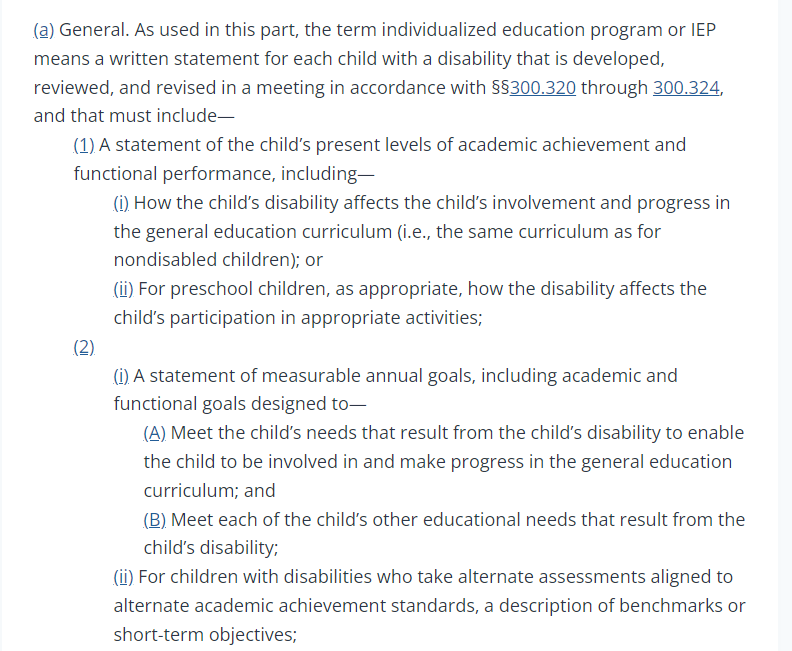 (a) General. As used in this part, the term individualized education program or IEP
means a written statement for each child with a disability that is developed,
reviewed, and revised in a meeting in accordance with §§300.320 through 300.324,
and that must include—
(1) A statement of the child’s present levels of academic achievement and
functional performance, including—
(i) How the child’s disability affects the child’s involvement and progress in
the general education curriculum (i.e., the same curriculum as for
nondisabled children); or
(ii) For preschool children, as appropriate, how the disability affects the
child’s participation in appropriate activities;
(2)
(i) A statement of measurable annual goals, including academic and
functional goals designed to—
(A) Meet the child’s needs that result from the child’s disability to enable
the child to be involved in and make progress in the general education
curriculum; and
(B) Meet each of the child’s other educational needs that result from the
child’s disability;
(ii) For children with disabilities who take alternate assessments aligned to
alternate academic achievement standards, a description of benchmarks or
short-term objectives;